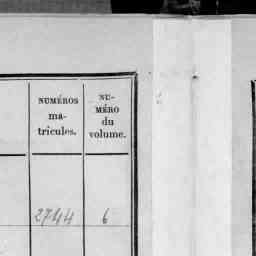 NUMÉROS
ma-
tricules.
NU-
MÉRO
du
volume.
2744
6